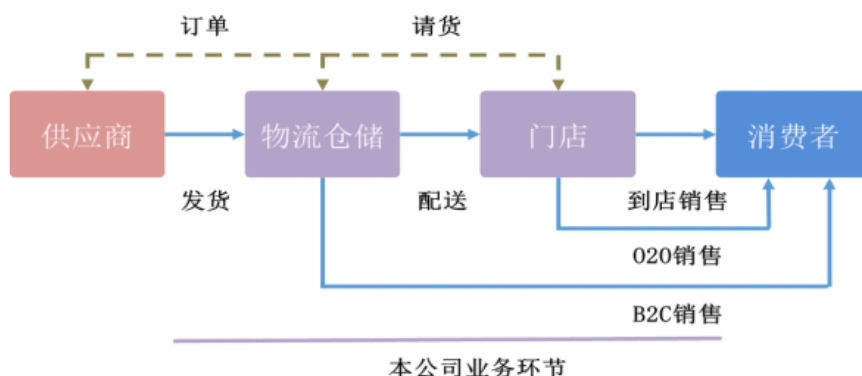 订单
请货
供应商
物流仓储
门店
消费者
发货
配送
到店销售
O2O销售
B2C销售
本公司业务环节